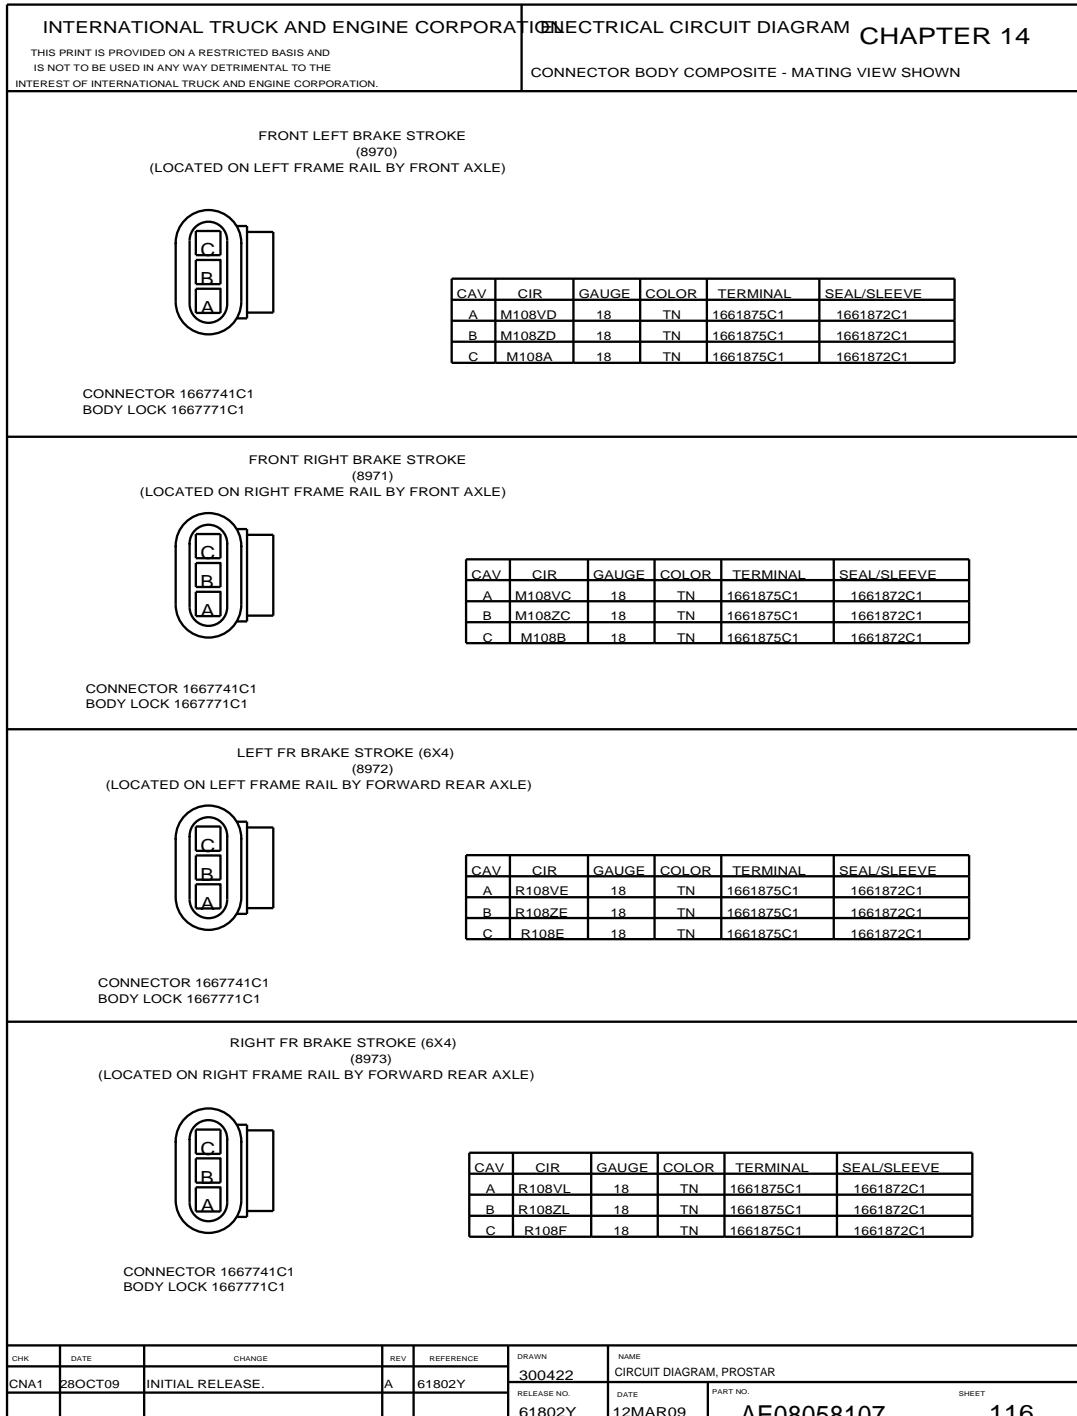 INTERNATIONAL TRUCK AND ENGINE CORPORATION
THIS PRINT IS PROVIDED ON A RESTRICTED BASIS AND
IS NOT TO BE USED IN ANY WAY DETRIMENTAL TO THE
INTEREST OF INTERNATIONAL TRUCK AND ENGINE CORPORATION.
ELECTRICAL CIRCUIT DIAGRAM
CHAPTER 14
CONNECTOR BODY COMPOSITE - MATING VIEW SHOWN
FRONT LEFT BRAKE STROKE
(8970)
(LOCATED ON LEFT FRAME RAIL BY FRONT AXLE)
C
B
A
CAV CIR GAUGE COLOR TERMINAL SEAL/SLEEVE
A M108VD 18 TN 1661875C1 1661872C1
B M108ZD 18 TN 1661875C1 1661872C1
C M108A 18 TN 1661875C1 1661872C1
CONNECTOR 1667741C1
BODY LOCK 1667771C1
FRONT RIGHT BRAKE STROKE
(8971)
(LOCATED ON RIGHT FRAME RAIL BY FRONT AXLE)
C
B
A
CAV CIR GAUGE COLOR TERMINAL SEAL/SLEEVE
A M108VC 18 TN 1661875C1 1661872C1
B M108ZC 18 TN 1661875C1 1661872C1
C M108B 18 TN 1661875C1 1661872C1
CONNECTOR 1667741C1
BODY LOCK 1667771C1
LEFT FR BRAKE STROKE (6X4)
(8972)
(LOCATED ON LEFT FRAME RAIL BY FORWARD REAR AXLE)
C
B
A
CAV CIR GAUGE COLOR TERMINAL SEAL/SLEEVE
A R108VE 18 TN 1661875C1 1661872C1
B R108ZE 18 TN 1661875C1 1661872C1
C R108E 18 TN 1661875C1 1661872C1
CONNECTOR 1667741C1
BODY LOCK 1667771C1
RIGHT FR BRAKE STROKE (6X4)
(8973)
(LOCATED ON RIGHT FRAME RAIL BY FORWARD REAR AXLE)
C
B
A
CAV CIR GAUGE COLOR TERMINAL SEAL/SLEEVE
A R108VL 18 TN 1661875C1 1661872C1
B R108ZL 18 TN 1661875C1 1661872C1
C R108F 18 TN 1661875C1 1661872C1
CONNECTOR 1667741C1
BODY LOCK 1667771C1
CHK DATE CHANGE REV REFERENCE
CNA1 28OCT09 INITIAL RELEASE. A 61802Y
DRAWN
300422
NAME
CIRCUIT DIAGRAM, PROSTAR
RELEASE NO.
61802Y
DATE
12MAR09
PART NO.
AE08058107
SHEET
116